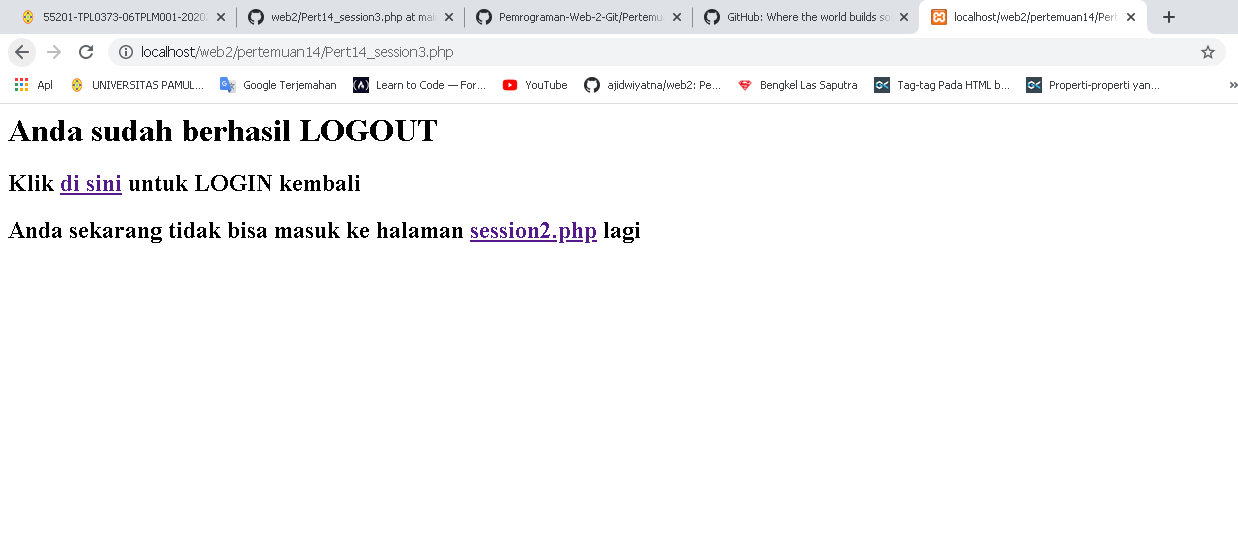 55201-TPL0373-06TPLM001-2020
web2/Pert14_session3.php at mai
Pemrograman-Web-2-Git/Pertemu
GitHub: Where the world builds so
localhost/web2/pertemuan14/Pert
localhost/web2/pertemuan14/Pert14_session3.php
Apl
UNIVERSITAS PAMUL...
Google Terjemahan
Learn to Code — For...
YouTube
ajidwiyatna/web2: Pe...
Bengkel Las Saputra
Tag-tag Pada HTML b...
Properti-properti yan...
Anda sudah berhasil LOGOUT
Klik di sini untuk LOGIN kembali
Anda sekarang tidak bisa masuk ke halaman session2.php lagi